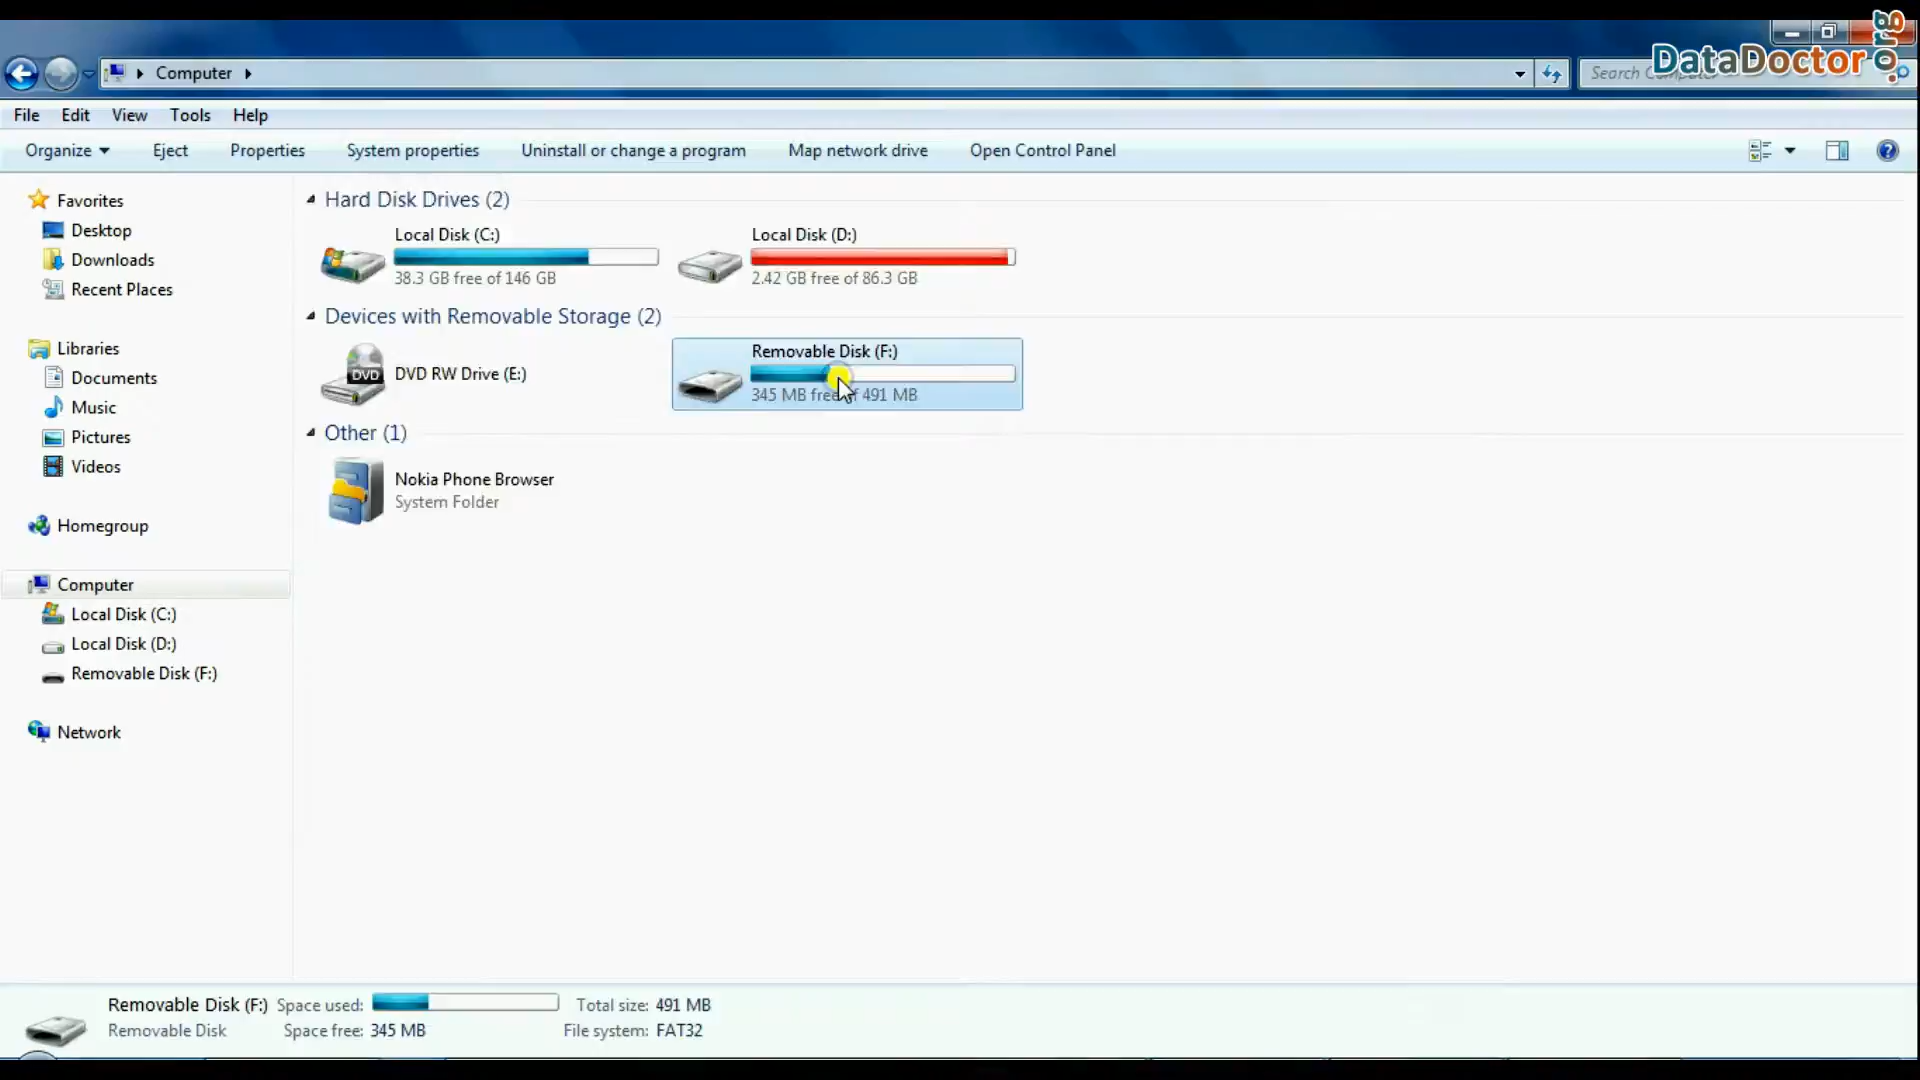 DataDoctor.org
Computer
Search Computer
File Edit View Tools Help
Organize Eject Properties System properties Uninstall or change a program Map network drive Open Control Panel
Favorites
Desktop
Downloads
Recent Places
Libraries
Documents
Music
Pictures
Videos
Homegroup
Computer
Local Disk (C:)
Local Disk (D:)
Removable Disk (F:)
Network
Hard Disk Drives (2)
Local Disk (C:)
38.3 GB free of 146 GB
Local Disk (D:)
2.42 GB free of 86.3 GB
Devices with Removable Storage (2)
DVD
DVD RW Drive (E:)
Removable Disk (F:)
345 MB free of 491 MB
Other (1)
Nokia Phone Browser
System Folder
Removable Disk (F:) Space used: Total size: 491 MB
Removable Disk Space free: 345 MB File system: FAT32